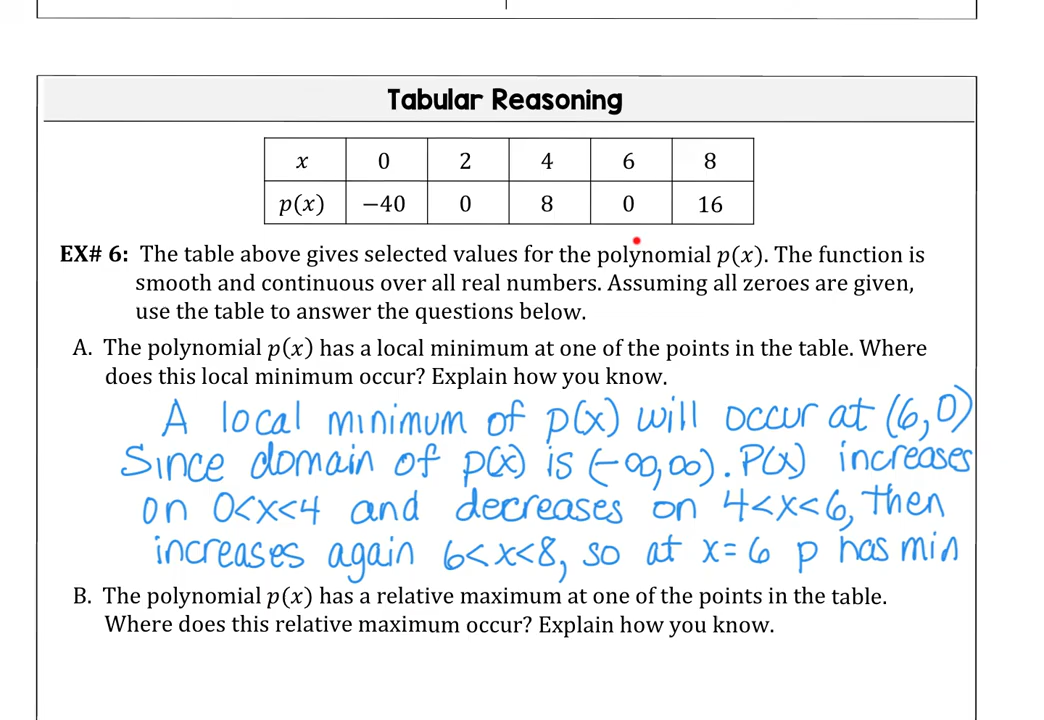 Tabular Reasoning
x 0 2 4 6 8
p(x) −40 0 8 0 16
EX# 6: The table above gives selected values for the polynomial p(x). The function is
smooth and continuous over all real numbers. Assuming all zeroes are given,
use the table to answer the questions below.
A. The polynomial p(x) has a local minimum at one of the points in the table. Where
does this local minimum occur? Explain how you know.
A local minimum of p(x) will occur at (6,0)
Since domain of p(x) is (-∞,∞). P(x) increases
on 0<x<4 and decreases on 4<x<6, then
increases again 6<x<8, so at x=6 p has min
B. The polynomial p(x) has a relative maximum at one of the points in the table.
Where does this relative maximum occur? Explain how you know.